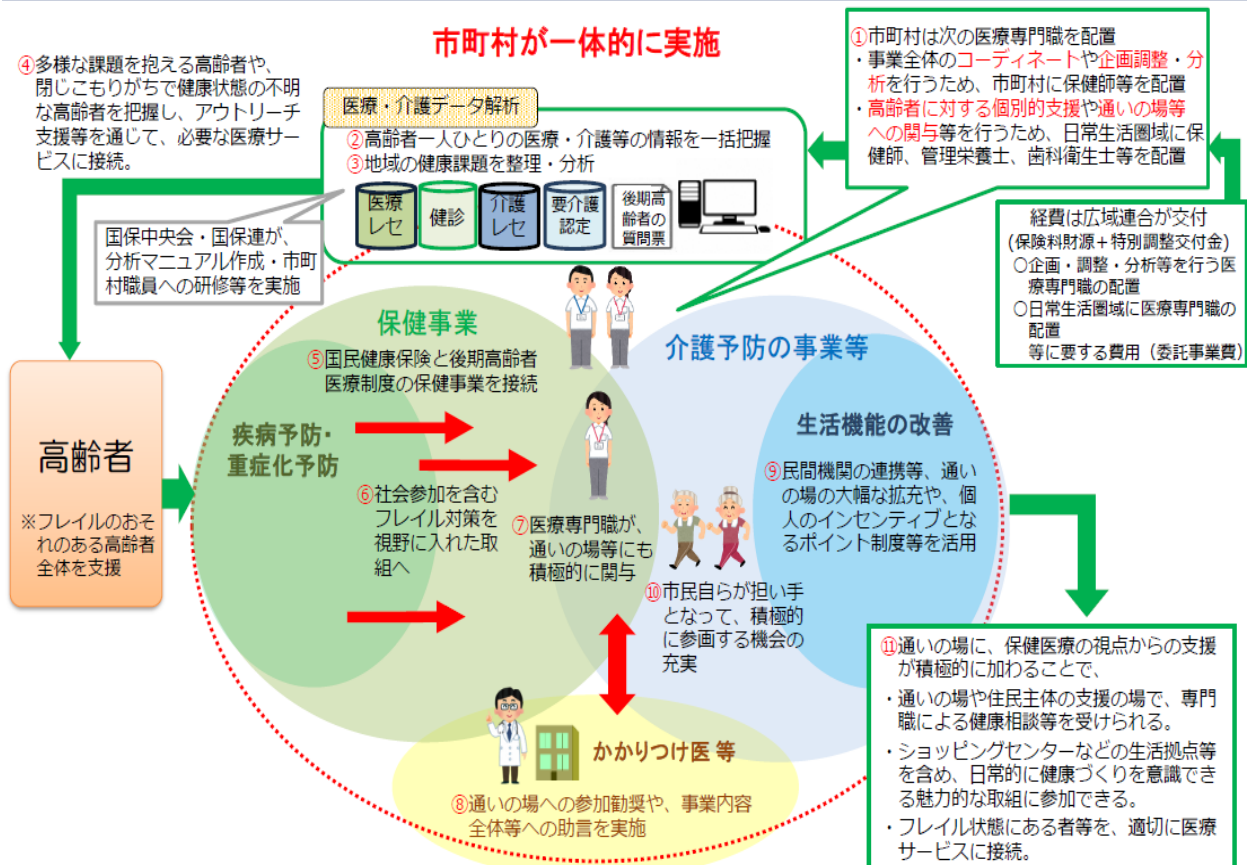 市町村が一体的に実施
④多様な課題を抱える高齢者や、
閉じこもりがちで健康状態の不明
な高齢者を把握し、アウトリーチ
支援等を通じて、必要な医療サー
ビスに接続。
医療・介護データ解析
②高齢者一人ひとりの医療・介護等の情報を一括把握
③地域の健康課題を整理・分析
医療
レセ
健診
介護
レセ
要介護
認定
後期高
齢者の
質問票
①市町村は次の医療専門職を配置
・事業全体のコーディネートや企画調整・分
析を行うため、市町村に保健師等を配置
・高齢者に対する個別的支援や通いの場等
への関与等を行うため、日常生活圏域に保
健師、管理栄養士、歯科衛生士等を配置
経費は広域連合が交付
(保険料財源+特別調整交付金)
○企画・調整・分析等を行う医
療専門職の配置
○日常生活圏域に医療専門職の
配置
等に要する費用（委託事業費)
国保中央会・国保連が、
分析マニュアル作成・市町
村職員への研修等を実施
高齢者
※フレイルのおそ
れのある高齢者
全体を支援
保健事業
⑤国民健康保険と後期高齢者
医療制度の保健事業を接続
疾病予防・
重症化予防
⑥社会参加を含む
フレイル対策を
視野に入れた取
組へ
⑦医療専門職が、
通いの場等にも
積極的に関与
介護予防の事業等
生活機能の改善
⑨民間機関の連携等、通い
の場の大幅な拡充や、個
人のインセンティブとな
るポイント制度等を活用
⑩市民自らが担い手
となって、積極的
に参画する機会の
充実
かかりつけ医 等
⑧通いの場への参加勧奨や、事業内容
全体等への助言を実施
⑪通いの場に、保健医療の視点からの支援
が積極的に加わることで、
・通いの場や住民主体の支援の場で、専門
職による健康相談等を受けられる。
・ショッピングセンターなどの生活拠点等
を含め、日常的に健康づくりを意識でき
る魅力的な取組に参加できる。
・フレイル状態にある者等を、適切に医療
サービスに接続。